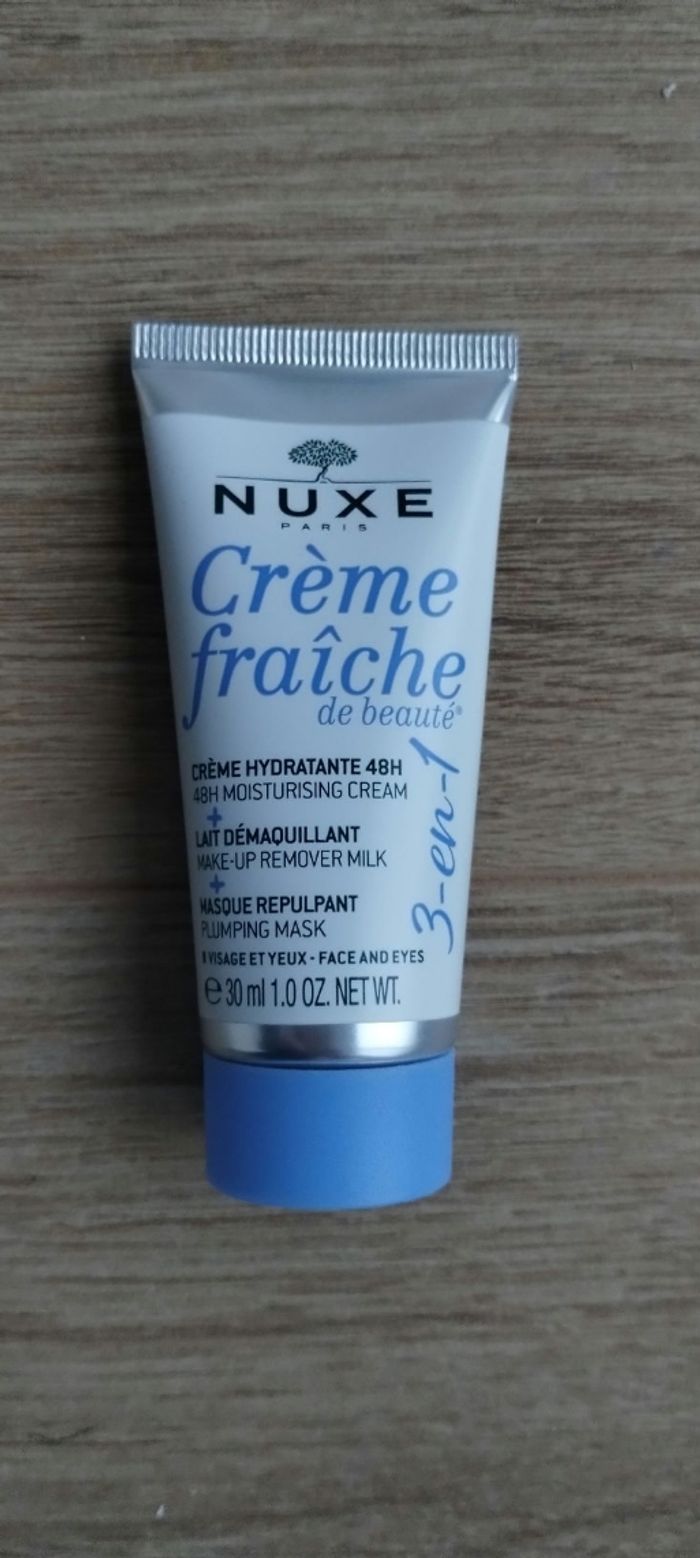 NUXE
PARIS
Crème
fraîche
de beauté®
3-en-1
CRÈME HYDRATANTE 48H
48H MOISTURISING CREAM
+
LAIT DÉMAQUILLANT
MAKE-UP REMOVER MILK
+
MASQUE REPULPANT
PLUMPING MASK
VISAGE ET YEUX - FACE AND EYES
℮ 30 ml 1.0 OZ. NET WT.